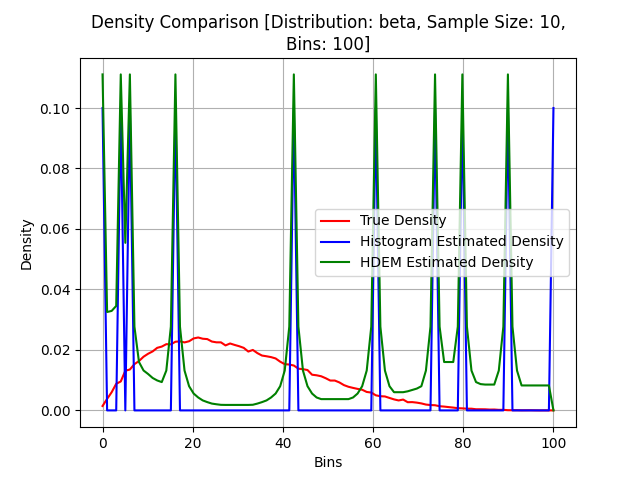 Density Comparison [Distribution: beta, Sample Size: 10,
Bins: 100]
Density
0.10
0.08
0.06
0.04
0.02
0.00
True Density
Histogram Estimated Density
HDEM Estimated Density
0 20 40 60 80 100
Bins